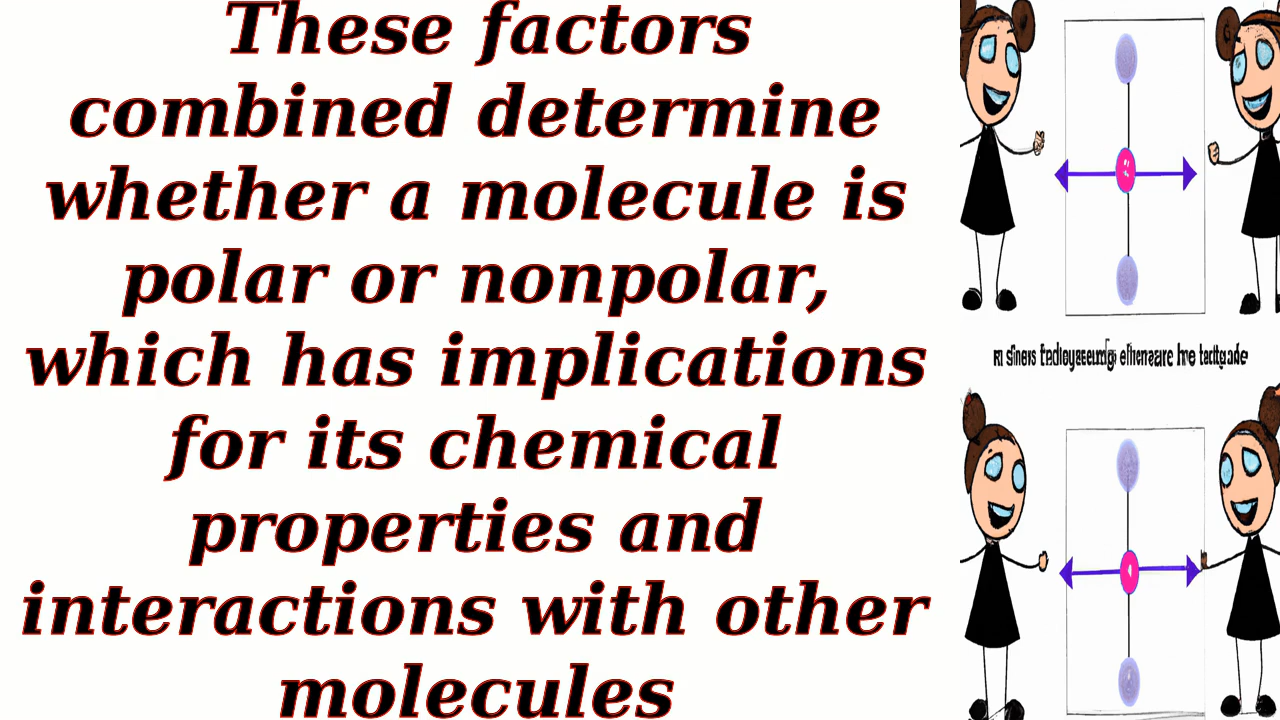 These factors
combined determine
whether a molecule is
polar or nonpolar,
which has implications
for its chemical
properties and
interactions with other
molecules